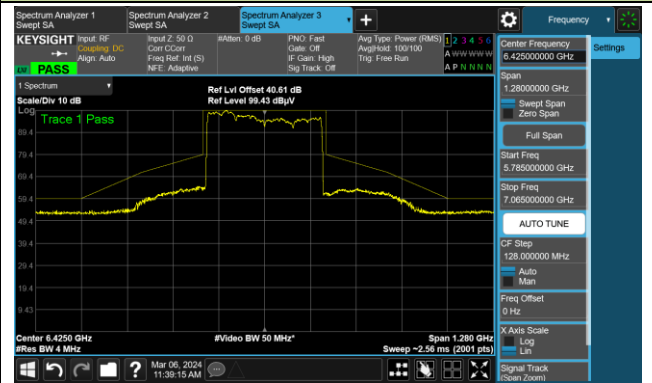 Spectrum Analyzer 1
Swept SA
Spectrum Analyzer 2
Swept SA
Spectrum Analyzer 3
Swept SA
Frequency
KEYSIGHT
Input: RF
Coupling: DC
Align: Auto
Input Z: 50 Ω
Corr CCorr
Freq Ref: Int (S)
NFE: Adaptive
#Atten: 0 dB
PNO: Fast
Gate: Off
IF Gain: High
Sig Track: Off
Avg Type: Power (RMS)
Avg|Hold: 100/100
Trig: Free Run
1 2 3 4 5 6
A W W W W W
A P N N N N
PASS
1 Spectrum
Scale/Div 10 dB
Ref Lvl Offset 40.61 dB
Ref Level 99.43 dBµV
Log
Trace 1 Pass
89.4
79.4
69.4
59.4
49.4
39.4
29.4
19.4
9.43
Center 6.4250 GHz
#Res BW 4 MHz
#Video BW 50 MHz*
Span 1.280 GHz
Sweep ~2.56 ms (2001 pts)
Center Frequency
6.425000000 GHz
Settings
Span
1.28000000 GHz
Swept Span
Zero Span
Full Span
Start Freq
5.785000000 GHz
Stop Freq
7.065000000 GHz
AUTO TUNE
CF Step
128.000000 MHz
Auto
Man
Freq Offset
0 Hz
X Axis Scale
Log
Lin
Signal Track
(Span Zoom)
Mar 06, 2024
11:39:15 AM